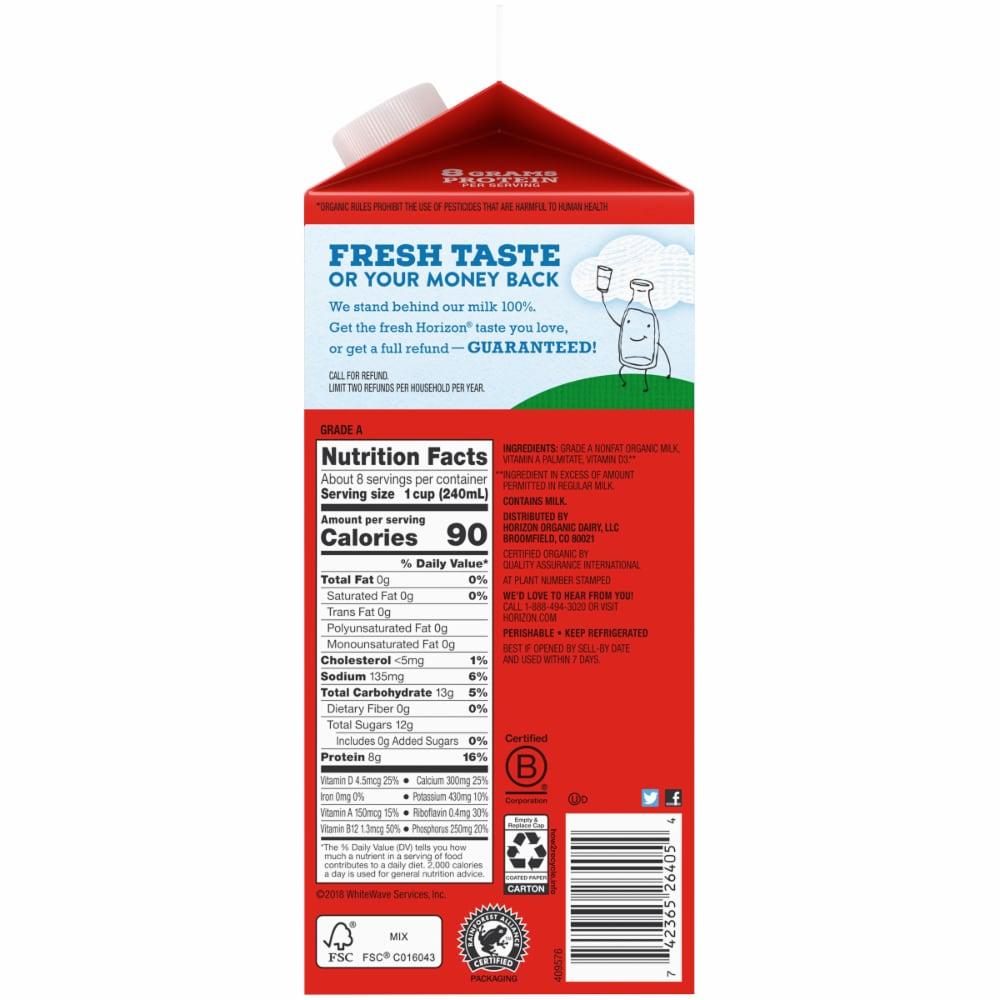 8 GRAMS
PROTEIN
PER SERVING
*ORGANIC RULES PROHIBIT THE USE OF PESTICIDES THAT ARE HARMFUL TO HUMAN HEALTH
FRESH TASTE
OR YOUR MONEY BACK
We stand behind our milk 100%.
Get the fresh Horizon® taste you love,
or get a full refund — GUARANTEED!
CALL FOR REFUND.
LIMIT TWO REFUNDS PER HOUSEHOLD PER YEAR.
GRADE A
Nutrition Facts
About 8 servings per container
Serving size 1 cup (240mL)
Amount per serving
Calories 90
% Daily Value*
Total Fat 0g 0%
Saturated Fat 0g 0%
Trans Fat 0g
Polyunsaturated Fat 0g
Monounsaturated Fat 0g
Cholesterol <5mg 1%
Sodium 135mg 6%
Total Carbohydrate 13g 5%
Dietary Fiber 0g 0%
Total Sugars 12g
Includes 0g Added Sugars 0%
Protein 8g 16%
Vitamin D 4.5mcg 25% • Calcium 300mg 25%
Iron 0mg 0% • Potassium 430mg 10%
Vitamin A 150mcg 15% • Riboflavin 0.4mg 30%
Vitamin B12 1.3mcg 50% • Phosphorus 250mg 20%
*The % Daily Value (DV) tells you how
much a nutrient in a serving of food
contributes to a daily diet. 2,000 calories
a day is used for general nutrition advice.
©2018 WhiteWave Services, Inc.
INGREDIENTS: GRADE A NONFAT ORGANIC MILK,
VITAMIN A PALMITATE, VITAMIN D3.**
**INGREDIENT IN EXCESS OF AMOUNT
PERMITTED IN REGULAR MILK.
CONTAINS MILK.
DISTRIBUTED BY
HORIZON ORGANIC DAIRY, LLC
BROOMFIELD, CO 80021
CERTIFIED ORGANIC BY
QUALITY ASSURANCE INTERNATIONAL
AT PLANT NUMBER STAMPED
WE'D LOVE TO HEAR FROM YOU!
CALL 1-888-494-3020 OR VISIT
HORIZON.COM
PERISHABLE • KEEP REFRIGERATED
BEST IF OPENED BY SELL-BY DATE
AND USED WITHIN 7 DAYS.
Certified
B
®
Corporation
UD
f
Empty &
Replace Cap
COATED PAPER
CARTON
how2recycle.info
FSC
®
MIX
FSC® C016043
RAINFOREST ALLIANCE
CERTIFIED
PACKAGING
409576
7 42365 26405 4